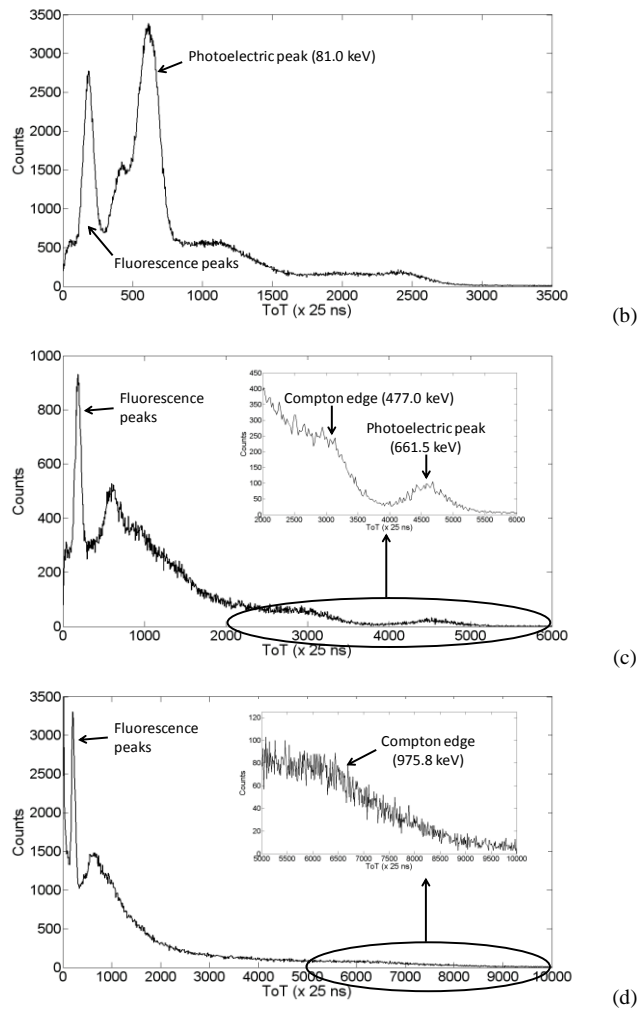 3500
3000
2500
2000
1500
1000
500
0
Counts
Photoelectric peak (81.0 keV)
Fluorescence peaks
0 500 1000 1500 2000 2500 3000 3500
ToT (x 25 ns)
(b)
1000
800
600
400
200
0
Counts
Fluorescence
peaks
450
400
350
300
250
200
150
100
50
0
Counts
Compton edge (477.0 keV)
Photoelectric peak
(661.5 keV)
2000 2500 3000 3500 4000 4500 5000 5500 6000
ToT (x 25 ns)
0 1000 2000 3000 4000 5000 6000
ToT (x 25 ns)
(c)
3500
3000
2500
2000
1500
1000
500
0
Counts
Fluorescence
peaks
120
100
80
60
40
20
0
Counts
Compton edge
(975.8 keV)
5000 5500 6000 6500 7000 7500 8000 8500 9000 9500 10000
ToT (x 25 ns)
0 1000 2000 3000 4000 5000 6000 7000 8000 9000 10000
ToT (x 25 ns)
(d)